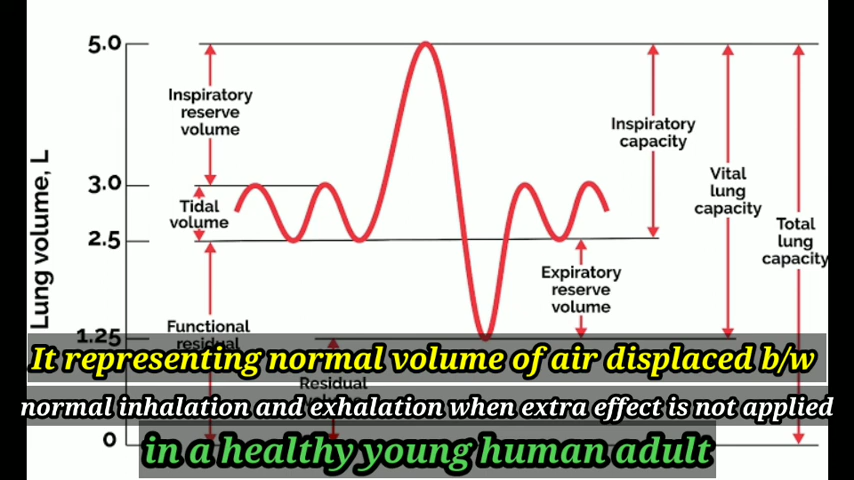 5.0
Inspiratory
reserve
volume
Inspiratory
capacity
Lung volume, L
3.0
Tidal
volume
Vital
lung
capacity
Total
lung
capacity
2.5
Expiratory
reserve
volume
Functional
residual
1.25
Residual
It representing normal volume of air displaced b/w
normal inhalation and exhalation when extra effect is not applied
in a healthy young human adult
0